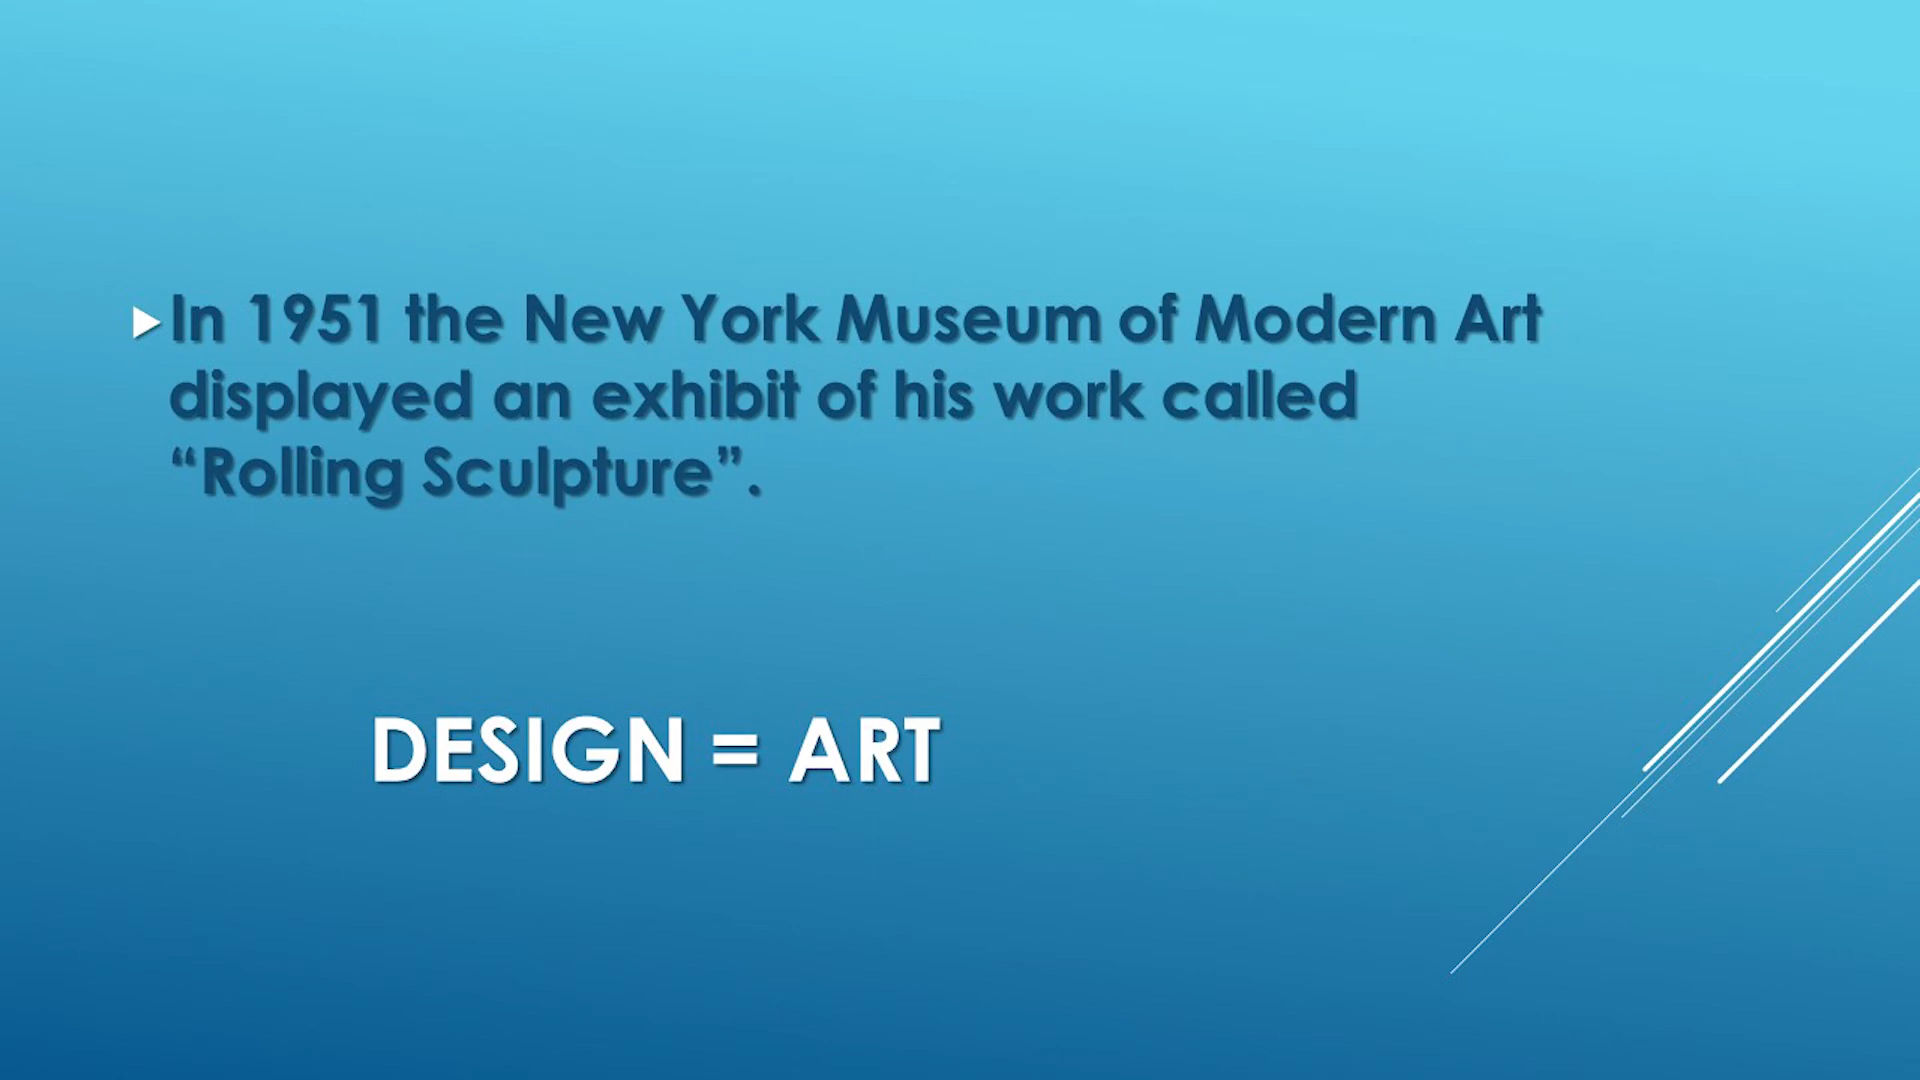 In 1951 the New York Museum of Modern Art
displayed an exhibit of his work called
“Rolling Sculpture”.
DESIGN = ART